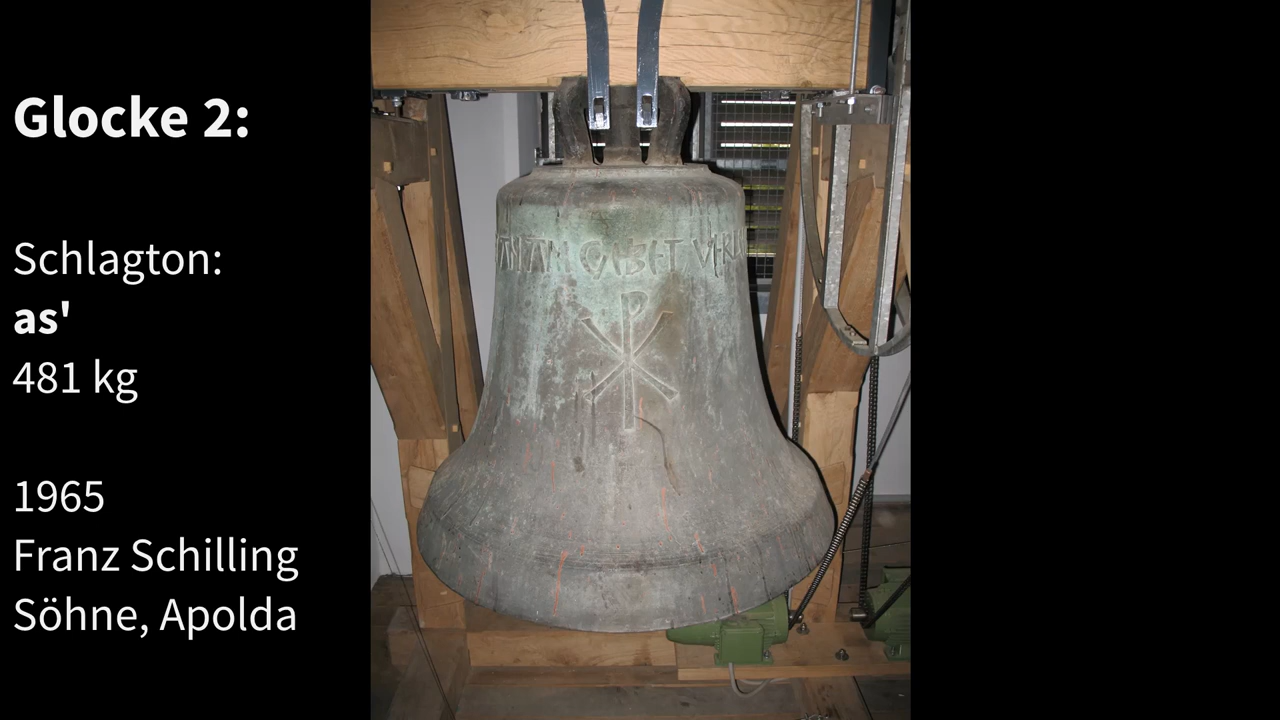 Glocke 2:
Schlagton:
as'
481 kg
1965
Franz Schilling
Söhne, Apolda